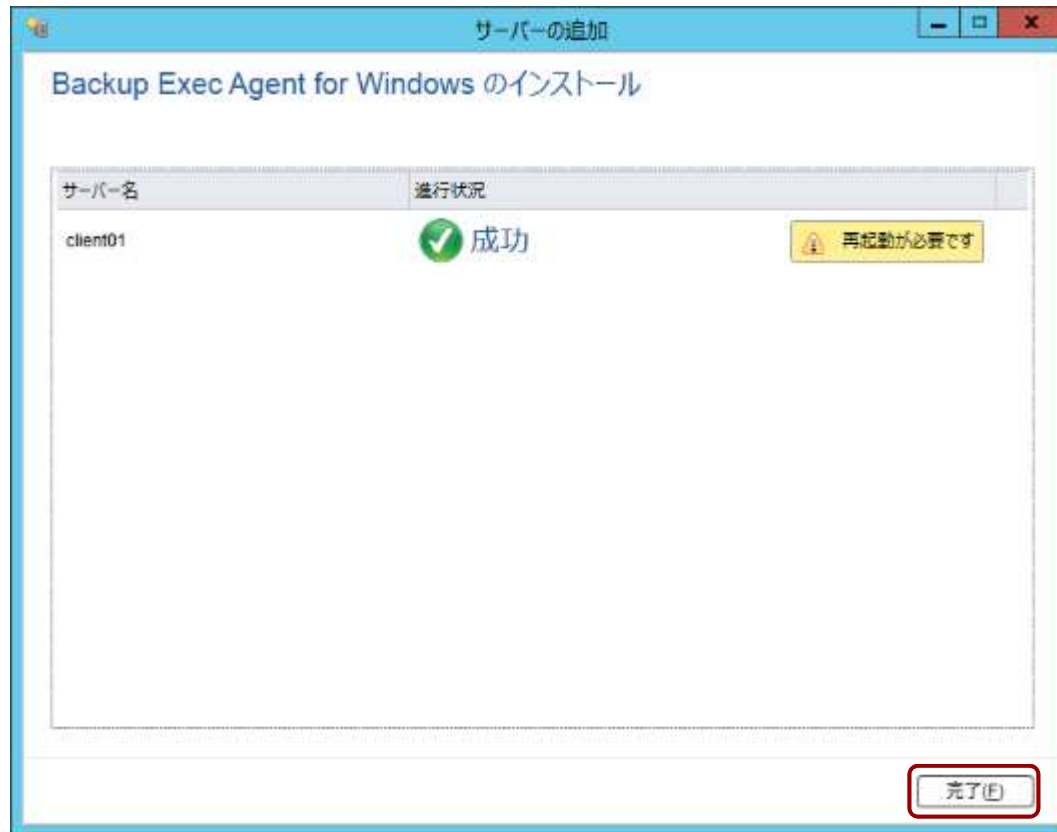 サーバーの追加
Backup Exec Agent for Windows のインストール
サーバー名 進行状況
client01 成功 再起動が必要です
完了(F)